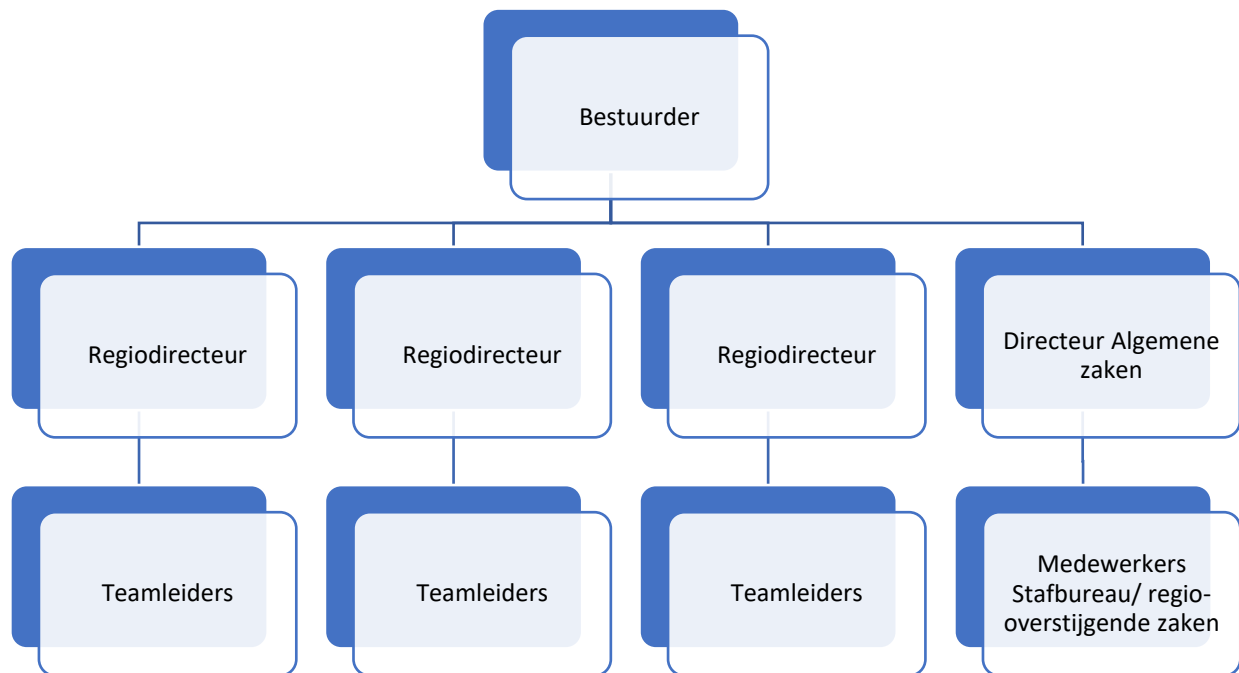 Bestuurder
Regiodirecteur
Regiodirecteur
Regiodirecteur
Directeur Algemene
zaken
Teamleiders
Teamleiders
Teamleiders
Medewerkers
Stafbureau/ regio-
overstijgende zaken